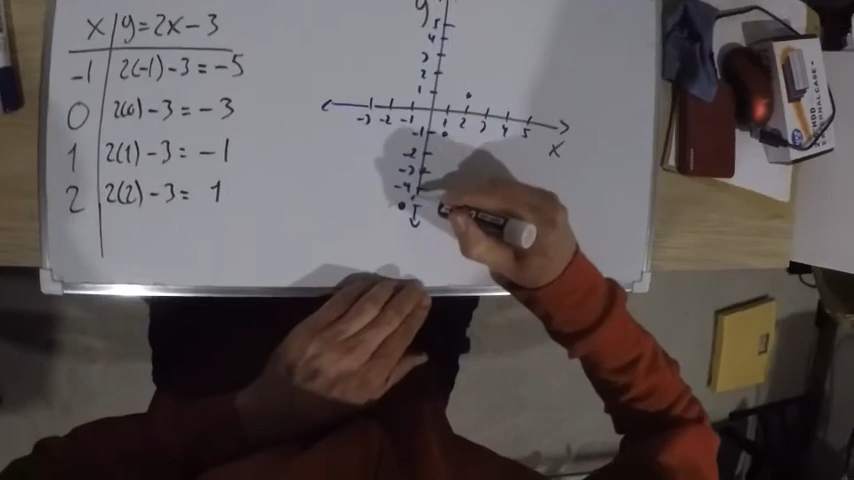 x y=2x-3
-1 2(-1)-3=-5
0 2(0)-3=-3
1 2(1)-3=-1
2 2(2)-3= 1
y
5
4
3
2
1
-3 -2 -1 1 2 3 4 5
x
-1
-2
-3
-4
HDD